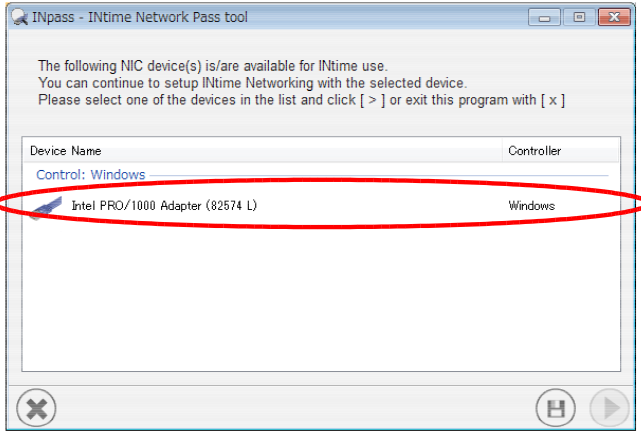 INpass - INtime Network Pass tool
The following NIC device(s) is/are available for INtime use.
You can continue to setup INtime Networking with the selected device.
Please select one of the devices in the list and click [ > ] or exit this program with [ x ]
Device Name Controller
Control: Windows
Intel PRO/1000 Adapter (82574 L) Windows